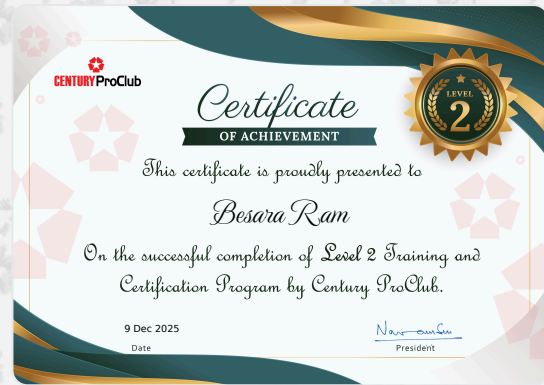 CENTURY ProClub
Certificate
OF ACHIEVEMENT
LEVEL
2
This certificate is proudly presented to
Besara Ram
On the successful completion of Level 2 Training and
Certification Program by Century ProClub.
9 Dec 2025
Date
President